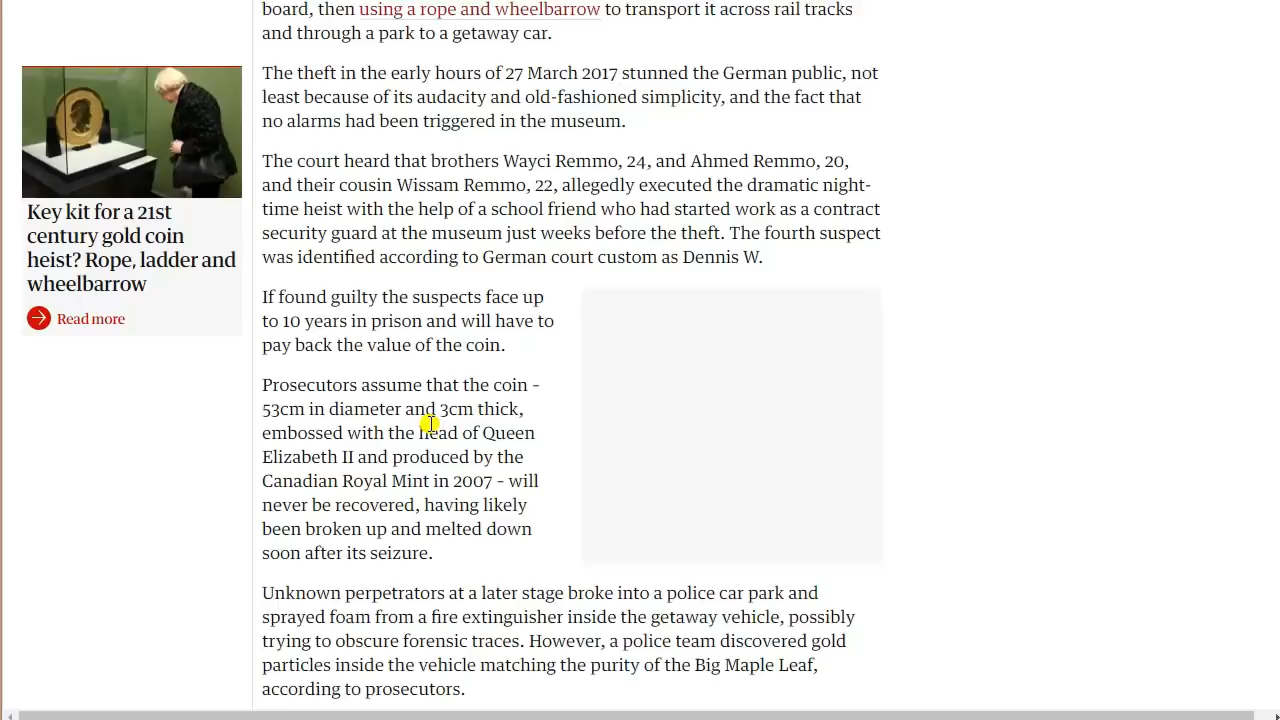 board, then using a rope and wheelbarrow to transport it across rail tracks
and through a park to a getaway car.
The theft in the early hours of 27 March 2017 stunned the German public, not
least because of its audacity and old-fashioned simplicity, and the fact that
no alarms had been triggered in the museum.
The court heard that brothers Wayci Remmo, 24, and Ahmed Remmo, 20,
and their cousin Wissam Remmo, 22, allegedly executed the dramatic night-
time heist with the help of a school friend who had started work as a contract
security guard at the museum just weeks before the theft. The fourth suspect
was identified according to German court custom as Dennis W.
Key kit for a 21st
century gold coin
heist? Rope, ladder and
wheelbarrow
Read more
If found guilty the suspects face up
to 10 years in prison and will have to
pay back the value of the coin.
Prosecutors assume that the coin –
53cm in diameter and 3cm thick,
embossed with the head of Queen
Elizabeth II and produced by the
Canadian Royal Mint in 2007 – will
never be recovered, having likely
been broken up and melted down
soon after its seizure.
Unknown perpetrators at a later stage broke into a police car park and
sprayed foam from a fire extinguisher inside the getaway vehicle, possibly
trying to obscure forensic traces. However, a police team discovered gold
particles inside the vehicle matching the purity of the Big Maple Leaf,
according to prosecutors.